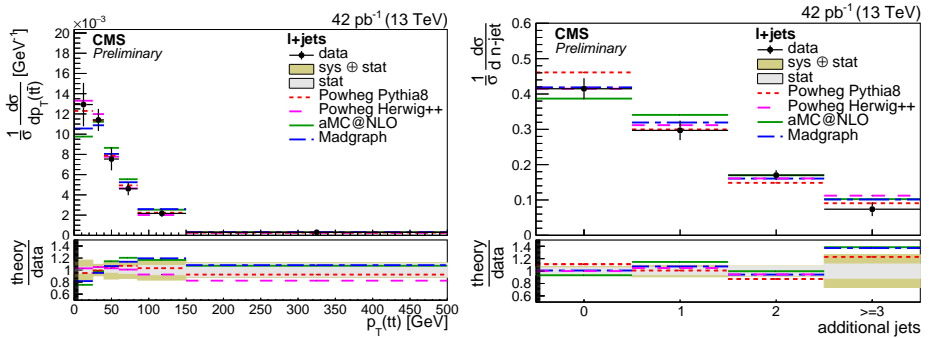 42 pb⁻¹ (13 TeV)
×10⁻³
CMS
Preliminary
l+jets
data
sys ⊕ stat
stat
Powheg Pythia8
Powheg Herwig++
aMC@NLO
Madgraph
1/σ dσ/dp_T(tt̄) [GeV⁻¹]
20
18
16
14
12
10
8
6
4
2
0
theory/data
1.4
1.2
1
0.8
0.6
0 50 100 150 200 250 300 350 400 450 500
p_T(tt̄) [GeV]
42 pb⁻¹ (13 TeV)
CMS
Preliminary
l+jets
data
sys ⊕ stat
stat
Powheg Pythia8
Powheg Herwig++
aMC@NLO
Madgraph
1/σ dσ/d n-jet
0.6
0.5
0.4
0.3
0.2
0.1
0
theory/data
1.4
1.2
1
0.8
0.6
0 1 2 >=3
additional jets